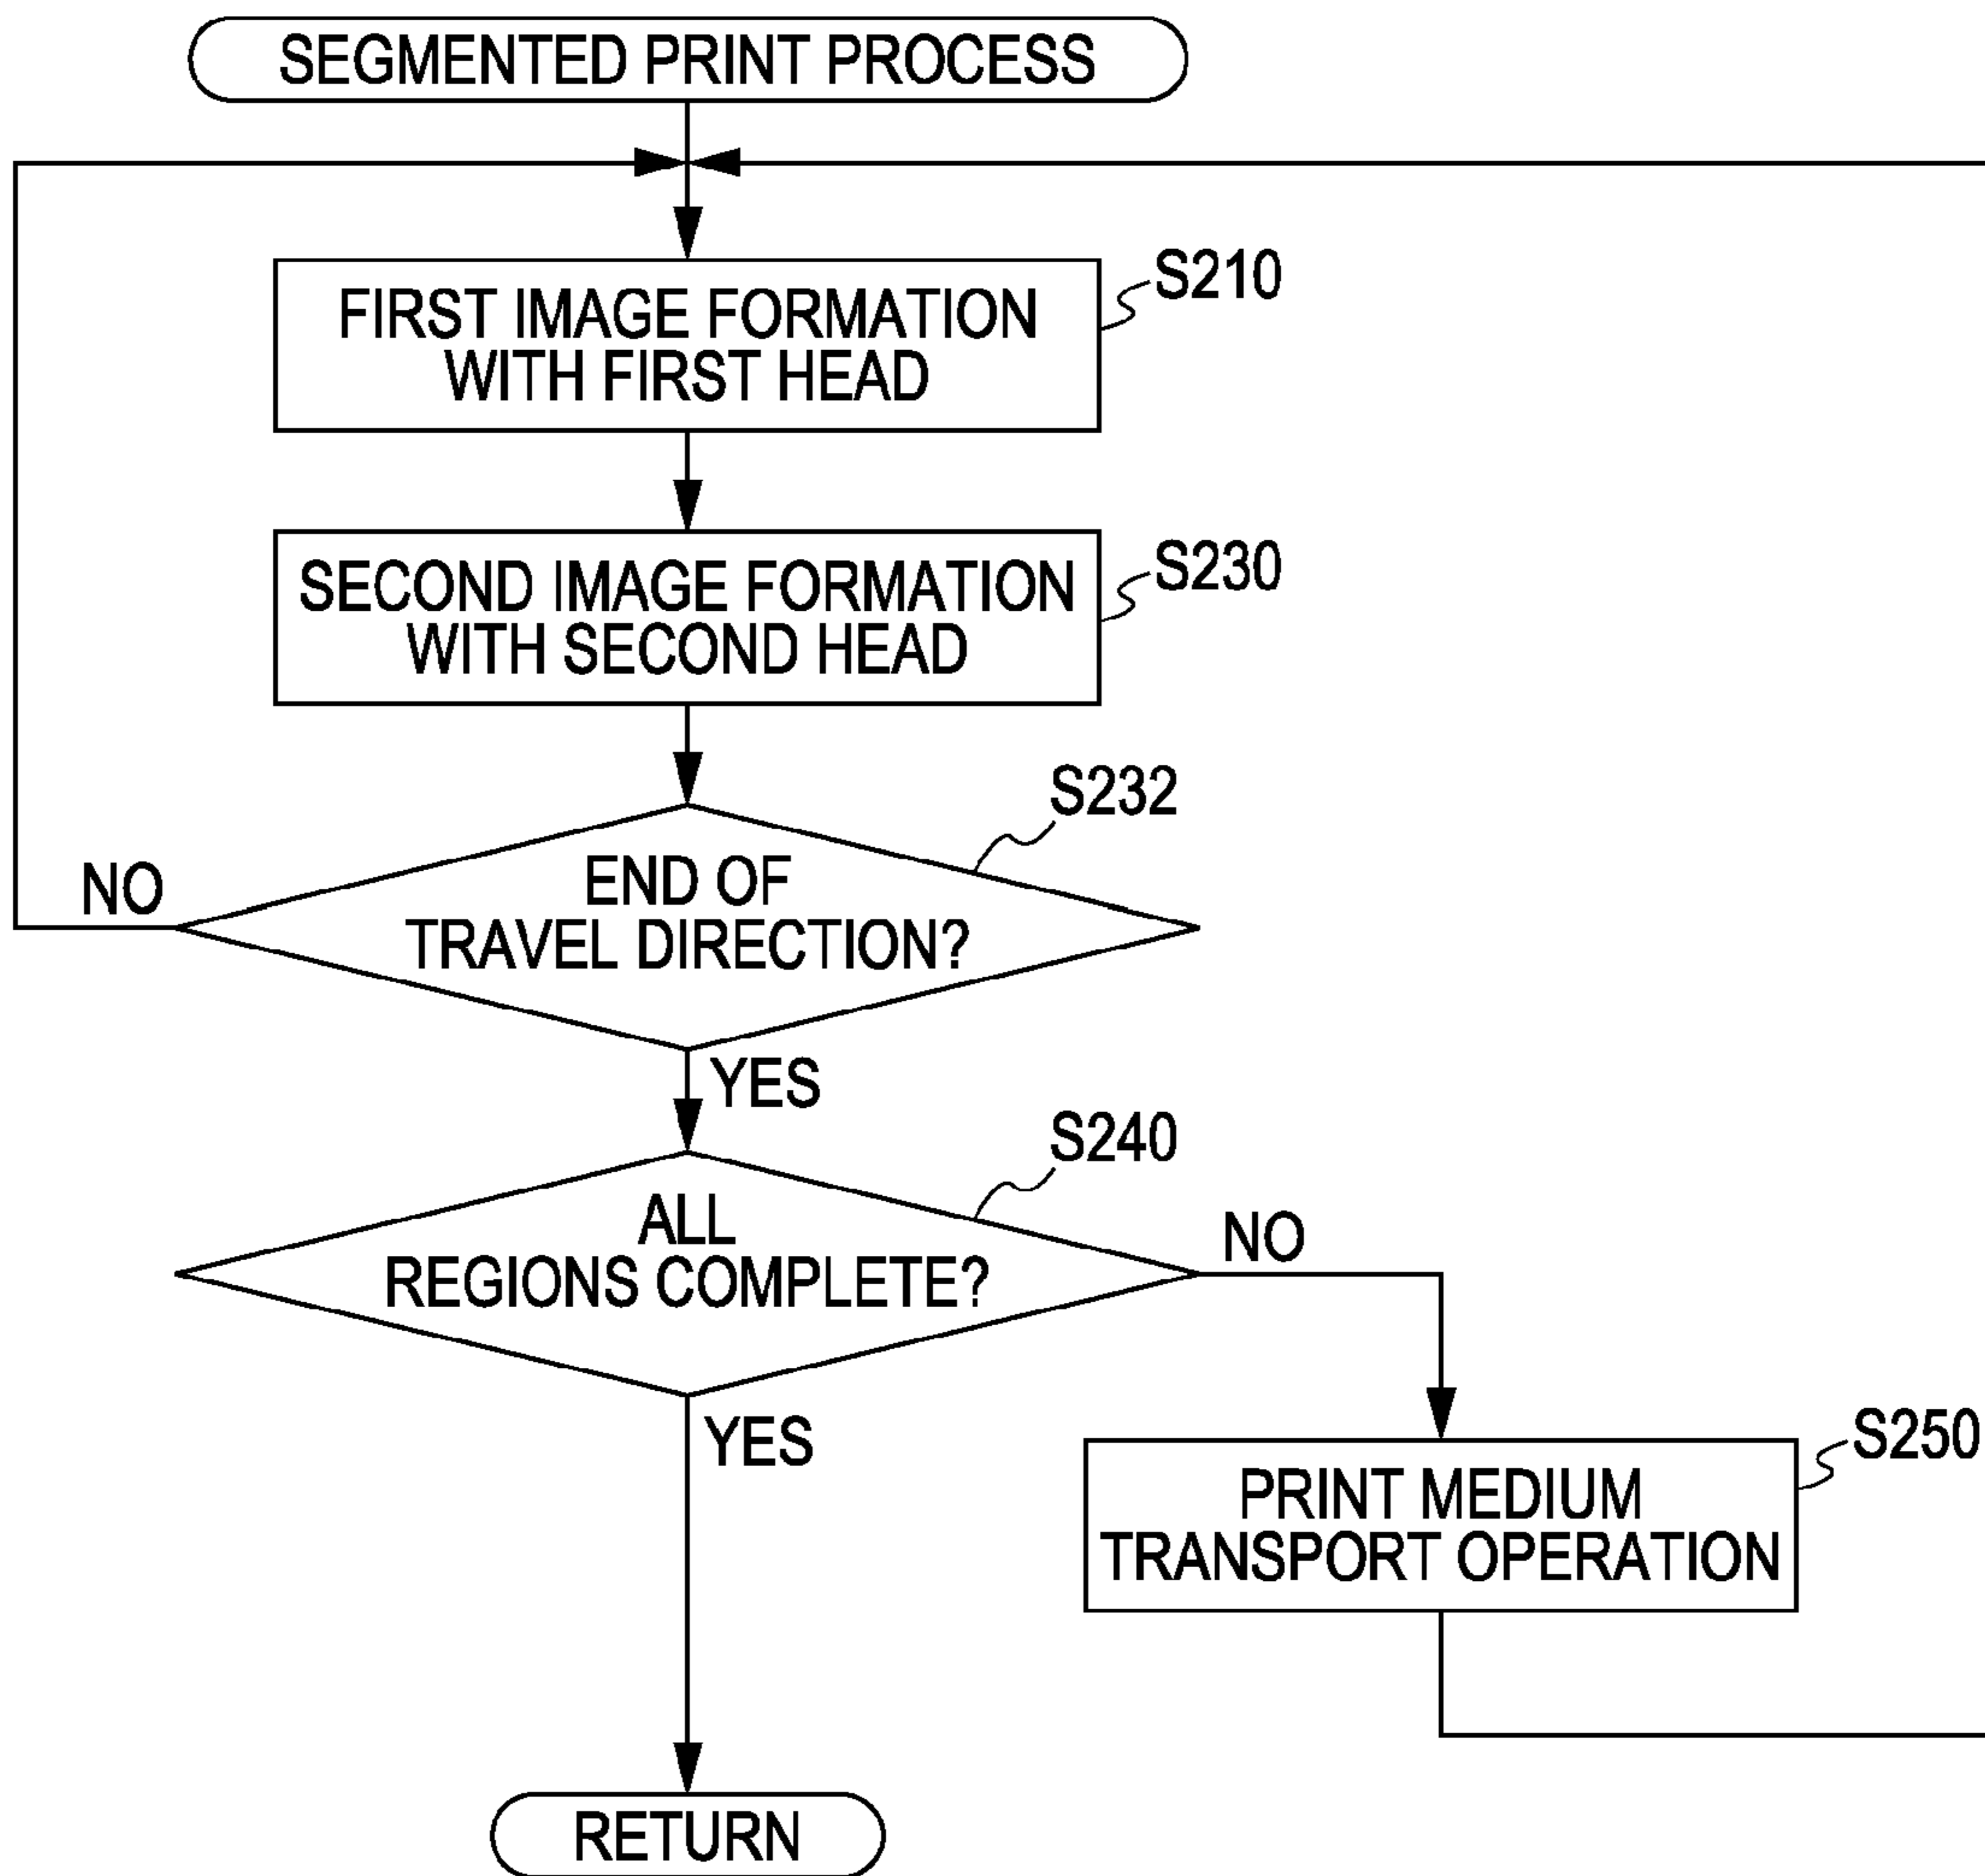 SEGMENTED PRINT PROCESS
S210
FIRST IMAGE FORMATION
WITH FIRST HEAD
S230
SECOND IMAGE FORMATION
WITH SECOND HEAD
S232
END OF
TRAVEL DIRECTION?
NO
YES
S240
ALL
REGIONS COMPLETE?
NO
YES
S250
PRINT MEDIUM
TRANSPORT OPERATION
RETURN